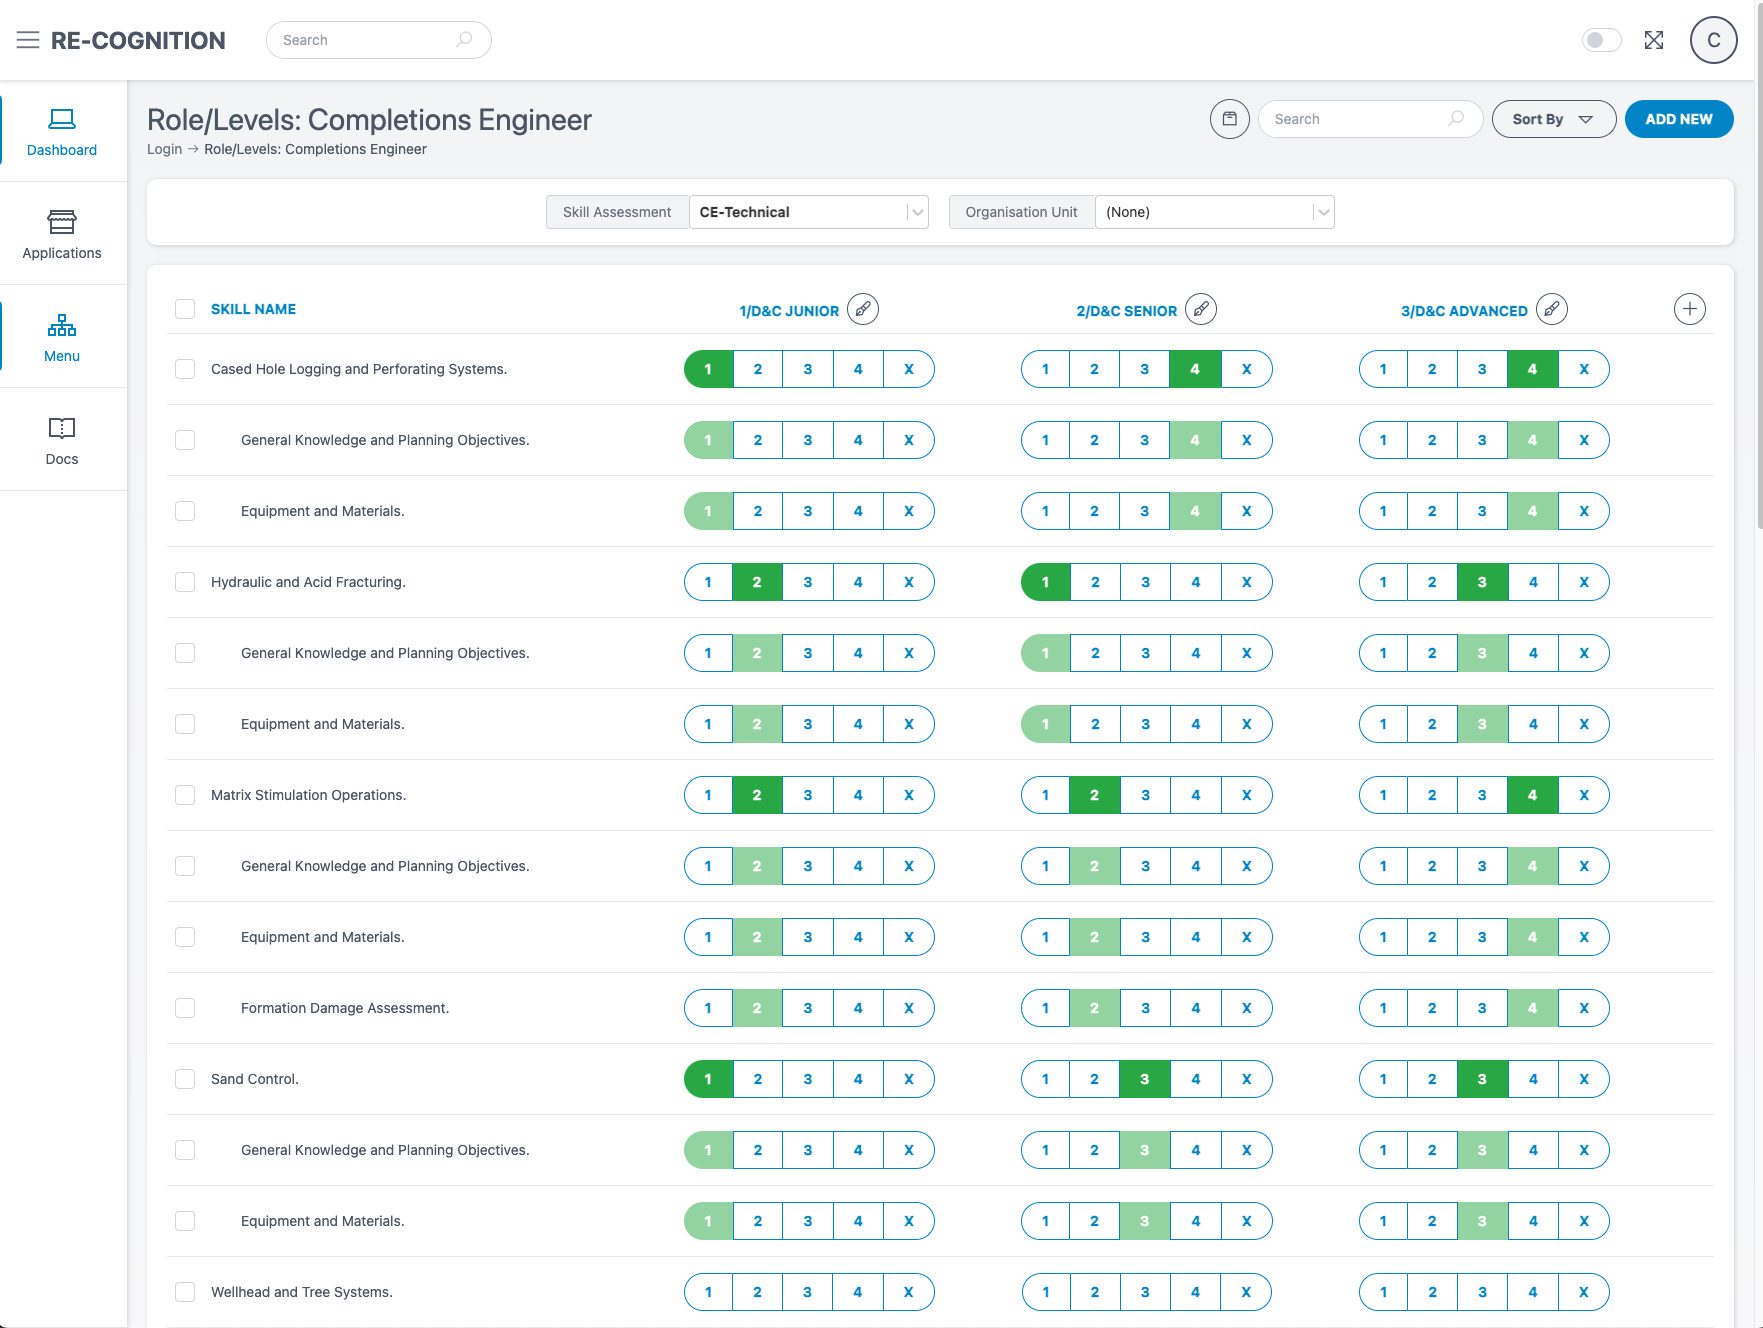 RE-COGNITION
Search
C
Dashboard
Applications
Menu
Docs
Role/Levels: Completions Engineer
Login → Role/Levels: Completions Engineer
Search
Sort By
ADD NEW
Skill Assessment CE-Technical Organisation Unit (None)
SKILL NAME 1/D&C JUNIOR 2/D&C SENIOR 3/D&C ADVANCED
Cased Hole Logging and Perforating Systems. 1 2 3 4 X 1 2 3 4 X 1 2 3 4 X
General Knowledge and Planning Objectives. 1 2 3 4 X 1 2 3 4 X 1 2 3 4 X
Equipment and Materials. 1 2 3 4 X 1 2 3 4 X 1 2 3 4 X
Hydraulic and Acid Fracturing. 1 2 3 4 X 1 2 3 4 X 1 2 3 4 X
General Knowledge and Planning Objectives. 1 2 3 4 X 1 2 3 4 X 1 2 3 4 X
Equipment and Materials. 1 2 3 4 X 1 2 3 4 X 1 2 3 4 X
Matrix Stimulation Operations. 1 2 3 4 X 1 2 3 4 X 1 2 3 4 X
General Knowledge and Planning Objectives. 1 2 3 4 X 1 2 3 4 X 1 2 3 4 X
Equipment and Materials. 1 2 3 4 X 1 2 3 4 X 1 2 3 4 X
Formation Damage Assessment. 1 2 3 4 X 1 2 3 4 X 1 2 3 4 X
Sand Control. 1 2 3 4 X 1 2 3 4 X 1 2 3 4 X
General Knowledge and Planning Objectives. 1 2 3 4 X 1 2 3 4 X 1 2 3 4 X
Equipment and Materials. 1 2 3 4 X 1 2 3 4 X 1 2 3 4 X
Wellhead and Tree Systems. 1 2 3 4 X 1 2 3 4 X 1 2 3 4 X